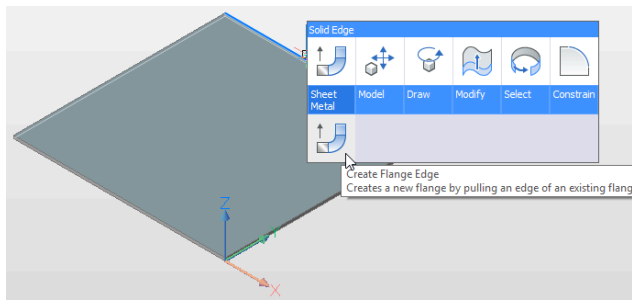 Solid Edge
Sheet Metal
Model
Draw
Modify
Select
Constrain
Create Flange Edge
Creates a new flange by pulling an edge of an existing flang
Z
X